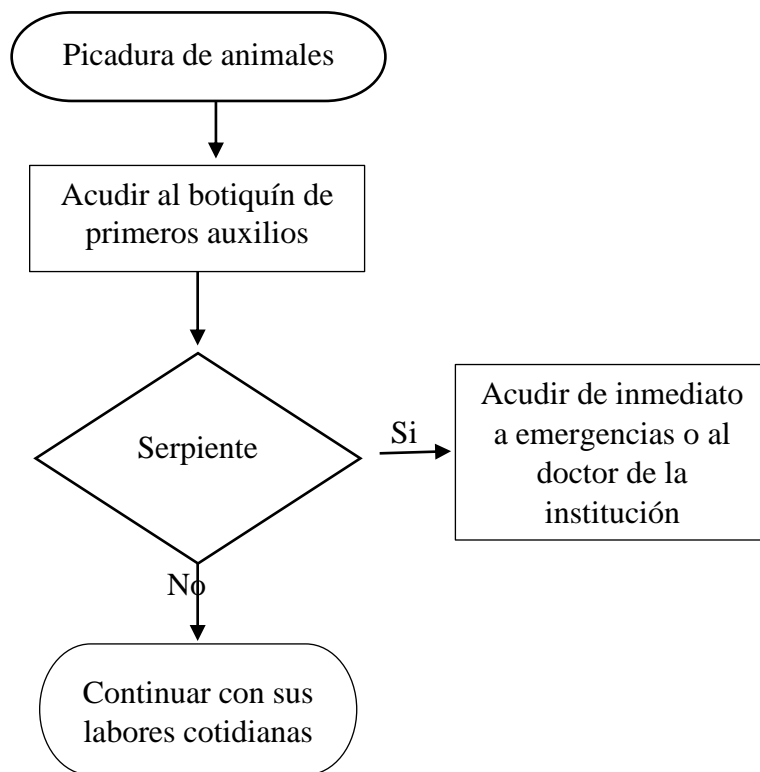 Picadura de animales
Acudir al botiquín de
primeros auxilios
Serpiente
Si
Acudir de inmediato
a emergencias o al
doctor de la
institución
No
Continuar con sus
labores cotidianas